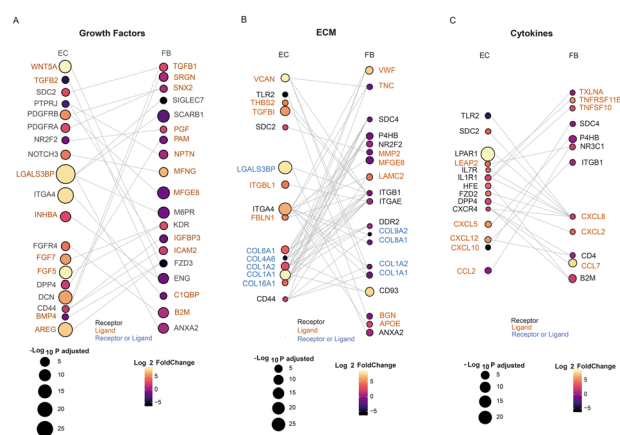 A
Growth Factors
EC
FB
WNT5A
TGFB2
SDC2
PTPRJ
PDGFRB
PDGFRA
NR2F2
NOTCH3
LGALS3BP
ITGA4
INHBA
FGFR4
FGF7
FGF5
DPP4
DCN
CD44
BMP4
AREG
TGFB1
SRGN
SNX2
SIGLEC7
SCARB1
PGF
PAM
NPTN
MFNG
MFGE8
M6PR
KDR
IGFBP3
ICAM2
FZD3
ENG
C1QBP
B2M
ANXA2
Receptor
Ligand
Receptor or Ligand
-Log 10 P adjusted
5
10
15
20
25
Log 2 FoldChange
5
0
-5
B
ECM
EC
FB
VCAN
TLR2
THBS2
TGFBI
SDC2
LGALS3BP
ITGBL1
ITGA4
FBLN1
COL6A1
COL4A6
COL1A2
COL1A1
COL16A1
CD44
VWF
TNC
SDC4
P4HB
NR2F2
MMP2
MFGE8
LAMC2
ITGB1
ITGAE
DDR2
COL9A2
COL8A1
COL1A2
COL1A1
CD93
BGN
APOE
ANXA2
Receptor
Ligand
Receptor or Ligand
-Log 10 P adjusted
5
10
15
20
25
Log 2 FoldChange
5
0
-5
C
Cytokines
EC
FB
TLR2
SDC2
LPAR1
LEAP2
IL7R
IL1R1
HFE
FZD2
DPP4
CXCR4
CXCL5
CXCL12
CXCL10
CCL2
TXLNA
TNFRSF11B
TNFSF10
SDC4
P4HB
NR3C1
ITGB1
CXCL8
CXCL2
CD4
CCL7
B2M
Receptor
Ligand
Receptor or Ligand
-Log 10 P adjusted
5
10
15
20
Log 2 FoldChange
5
0
-5